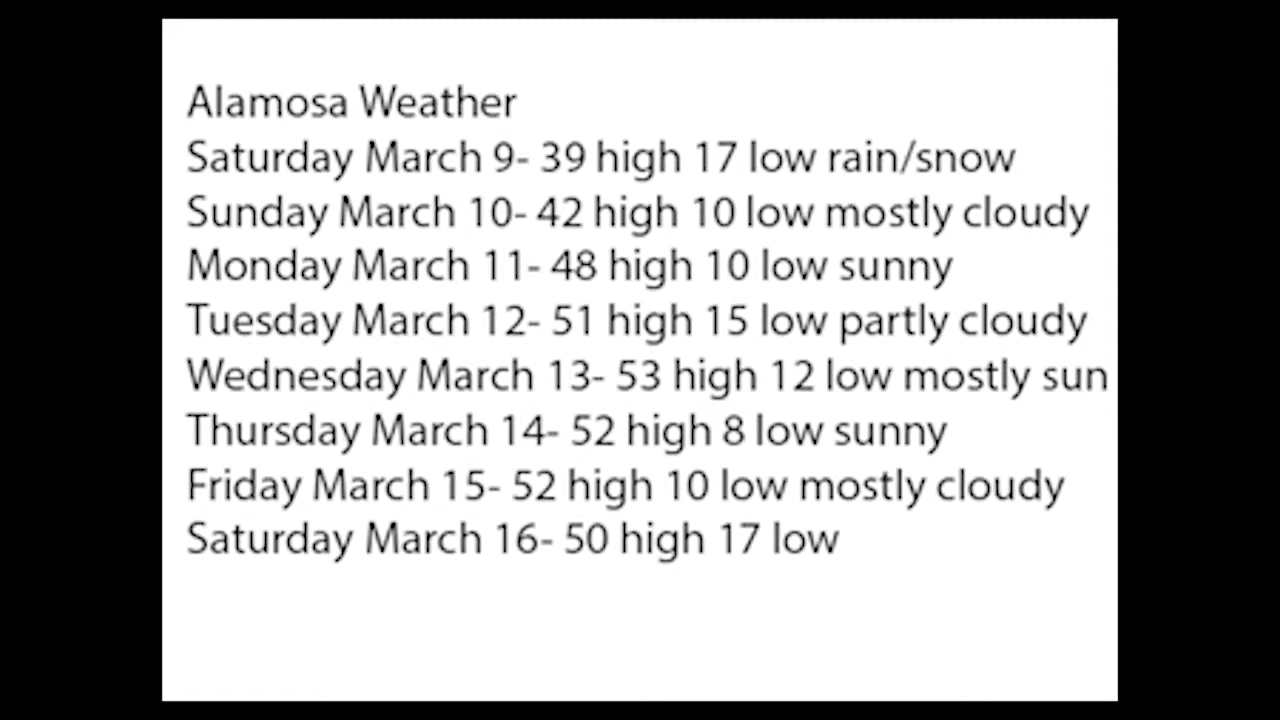 Alamosa Weather
Saturday March 9- 39 high 17 low rain/snow
Sunday March 10- 42 high 10 low mostly cloudy
Monday March 11- 48 high 10 low sunny
Tuesday March 12- 51 high 15 low partly cloudy
Wednesday March 13- 53 high 12 low mostly sun
Thursday March 14- 52 high 8 low sunny
Friday March 15- 52 high 10 low mostly cloudy
Saturday March 16- 50 high 17 low